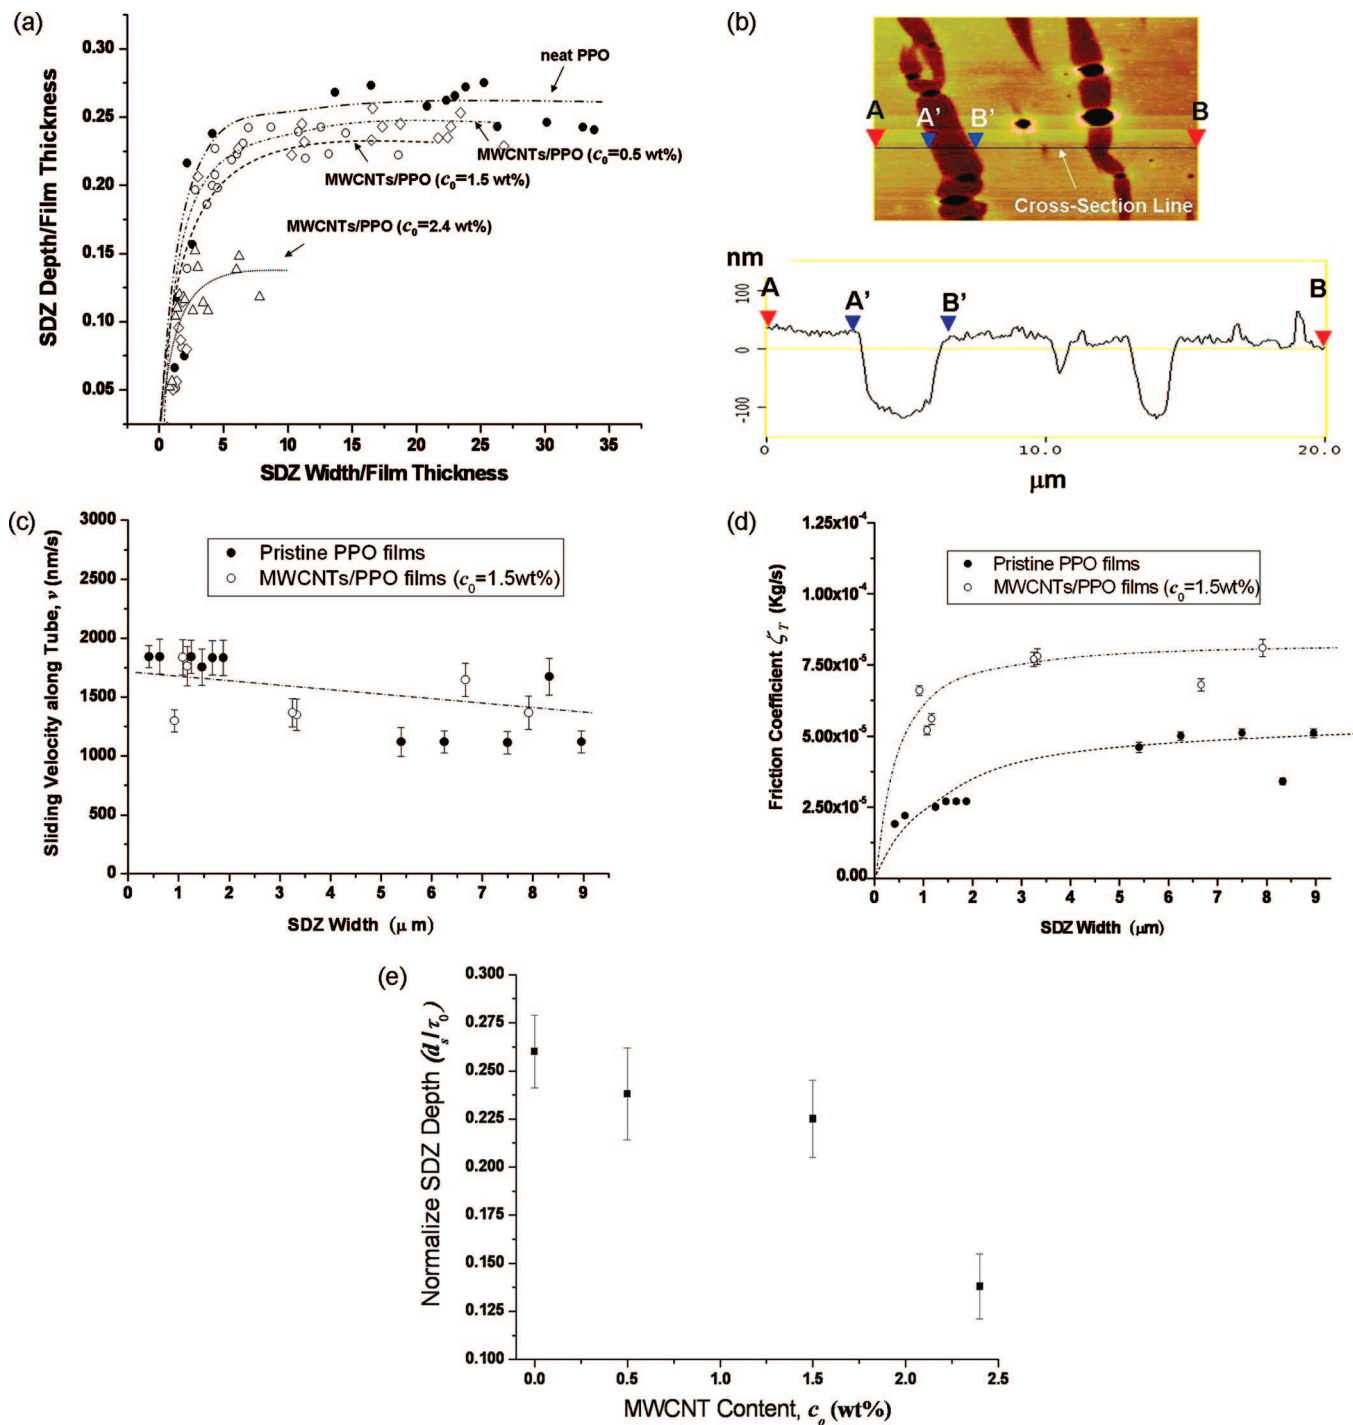 (a)
SDZ Depth/Film Thickness
0.30
0.25
0.20
0.15
0.10
0.05
neat PPO
MWCNTs/PPO (c0=0.5 wt%)
MWCNTs/PPO (c0=1.5 wt%)
MWCNTs/PPO (c0=2.4 wt%)
0 5 10 15 20 25 30 35
SDZ Width/Film Thickness
(b)
A A' B' B
Cross-Section Line
nm
A A' B' B
100
0
-100
0 10.0 20.0
μm
(c)
Sliding Velocity along Tube, v (nm/s)
3000
2500
2000
1500
1000
500
0
Pristine PPO films
MWCNTs/PPO films (c0=1.5wt%)
0 1 2 3 4 5 6 7 8 9
SDZ Width (μ m)
(d)
Friction Coefficient ζT (Kg/s)
1.25x10-4
1.00x10-4
7.50x10-5
5.00x10-5
2.50x10-5
0.00
Pristine PPO films
MWCNTs/PPO films (c0=1.5wt%)
0 1 2 3 4 5 6 7 8 9
SDZ Width (μm)
(e)
Normalize SDZ Depth (ds/τ0)
0.300
0.275
0.250
0.225
0.200
0.175
0.150
0.125
0.100
0.0 0.5 1.0 1.5 2.0 2.5
MWCNT Content, co (wt%)